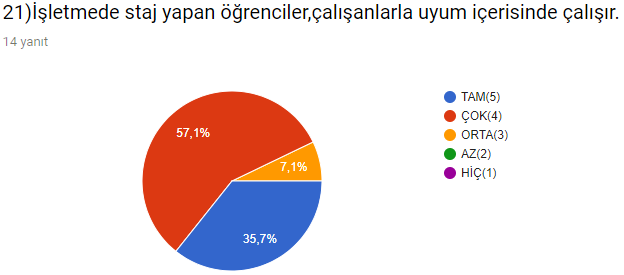 21)İşletmede staj yapan öğrenciler,çalışanlarla uyum içerisinde çalışır.
14 yanıt
TAM(5)
ÇOK(4)
ORTA(3)
AZ(2)
HİÇ(1)
57,1%
7,1%
35,7%